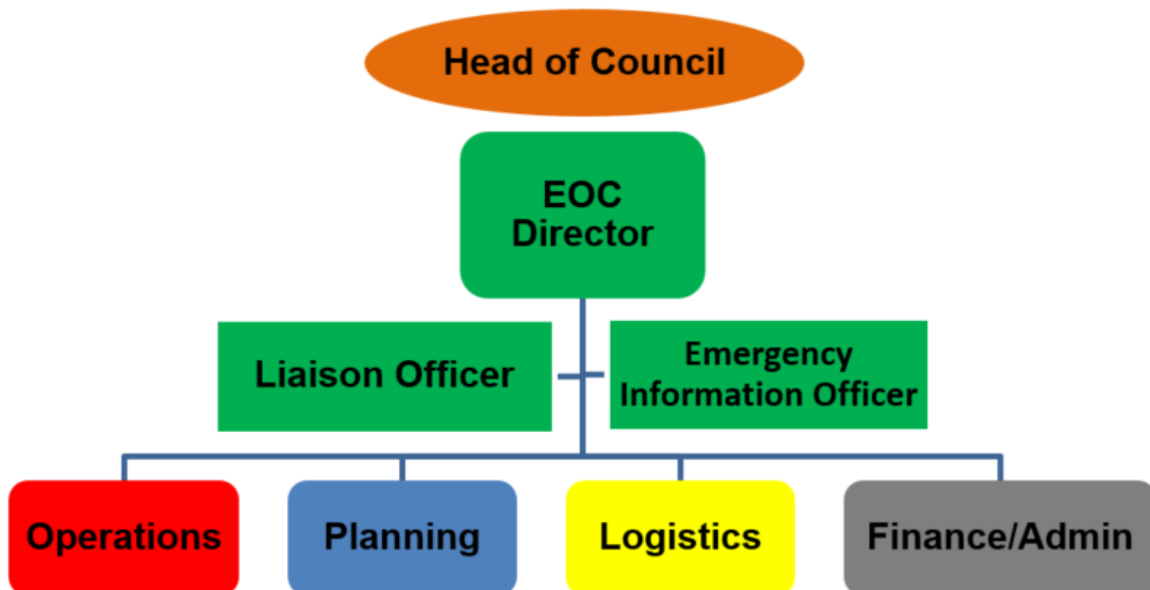 Head of Council
EOC
Director
Liaison Officer
Emergency
Information Officer
Operations
Planning
Logistics
Finance/Admin